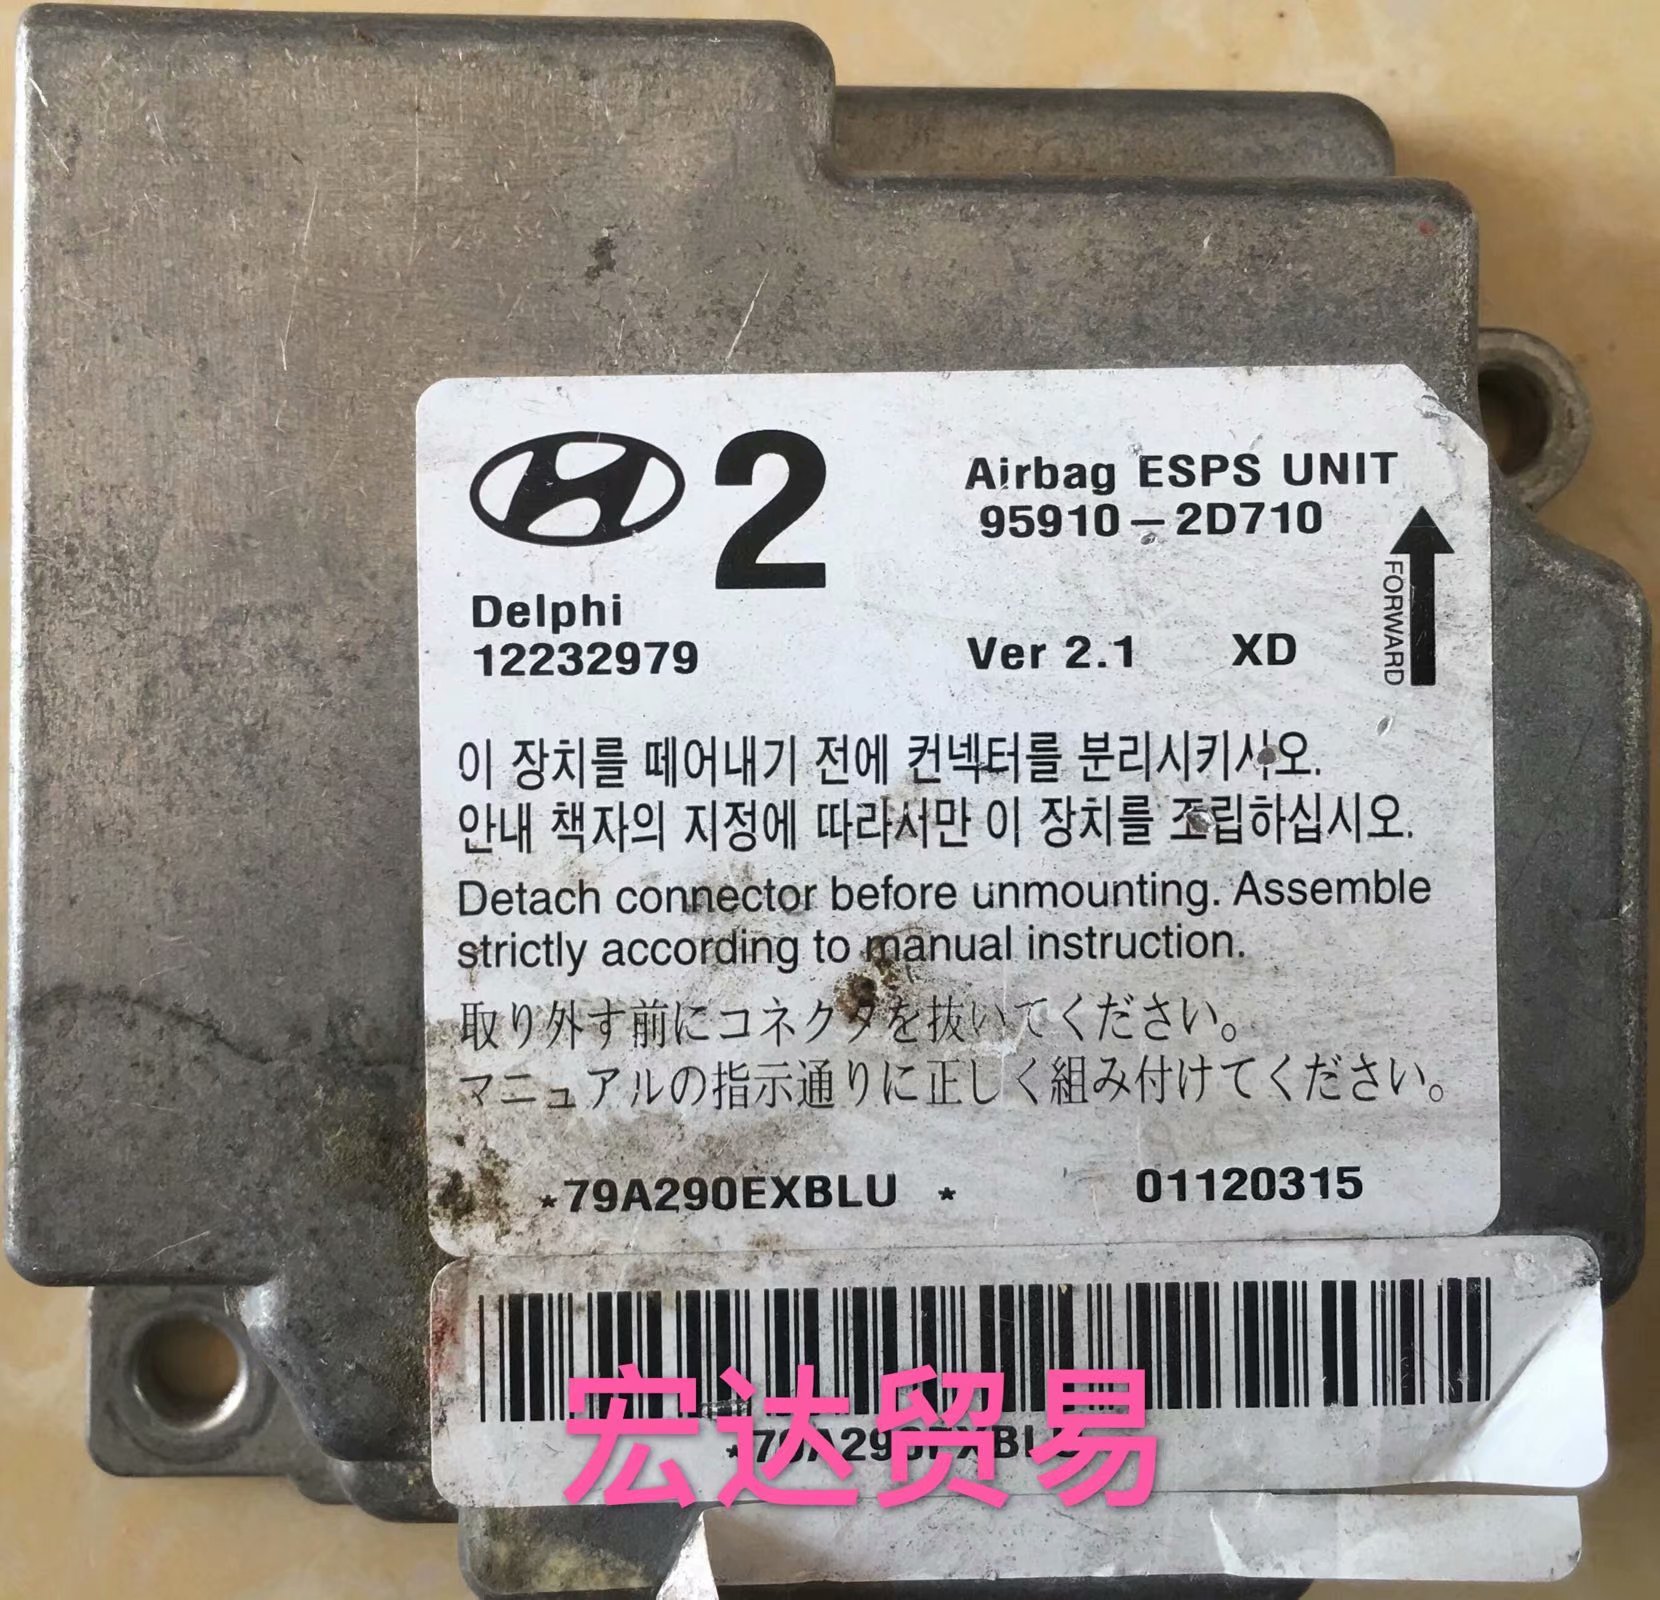 2
Airbag ESPS UNIT
95910-2D710
Delphi
12232979
Ver 2.1 XD
FORWARD
이 장치를 떼어내기 전에 컨넥터를 분리시키시오.
안내 책자의 지정에 따라서만 이 장치를 조립하십시오.
Detach connector before unmounting. Assemble
strictly according to manual instruction.
取り外す前にコネクタを抜いてください。
マニュアルの指示通りに正しく組み付けてください。
*79A290EXBLU * 01120315
宏达贸易